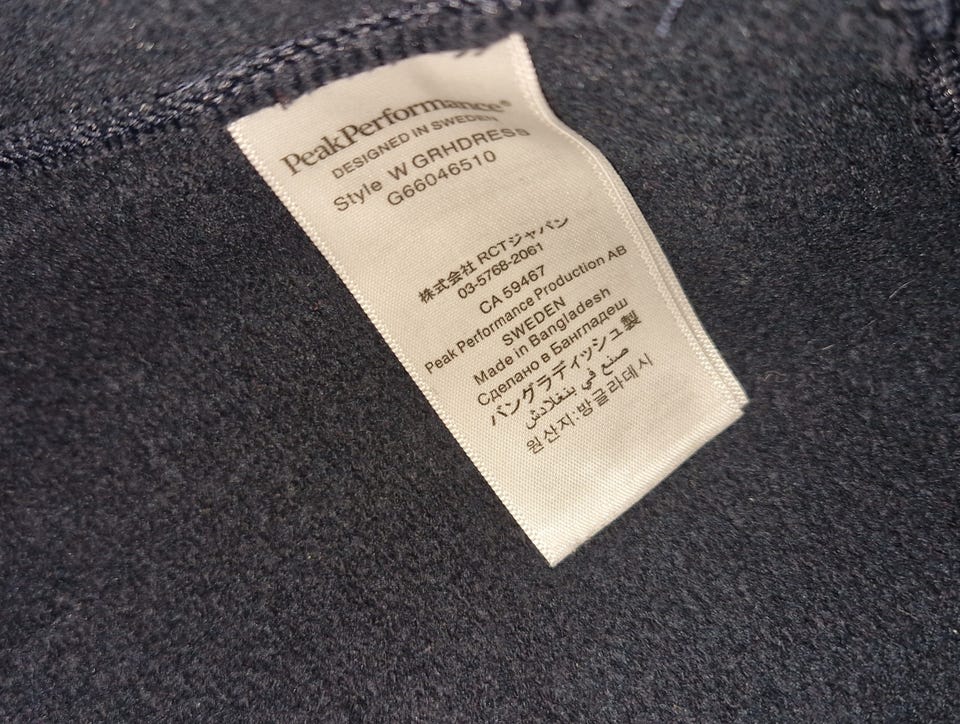 PeakPerformance®
DESIGNED IN SWEDEN
Style W GRHDRESS
G66046510
株式会社 RCTジャパン
03-5768-2061
CA 59467
Peak Performance Production AB
SWEDEN
Made in Bangladesh
Сделано в Бангладеш
バングラディッシュ製
صنع في بنغلادش
원산지:방글라데시